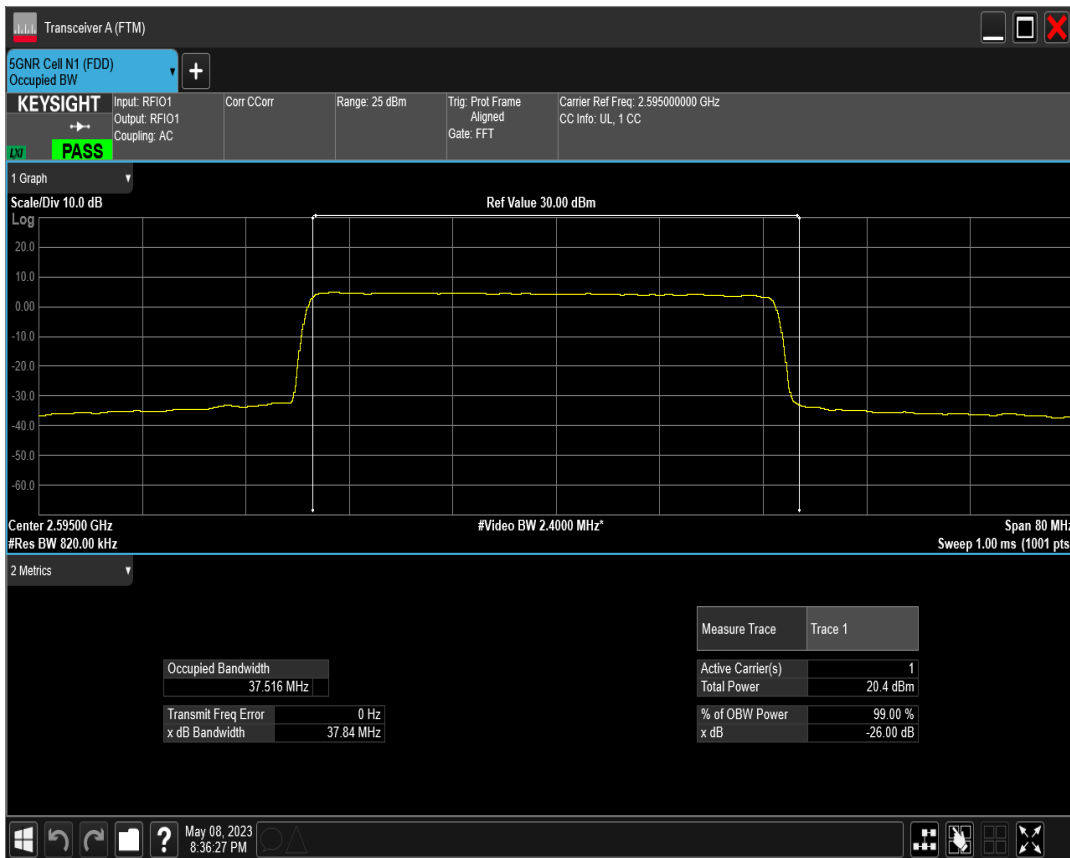 Transceiver A (FTM)
5GNR Cell N1 (FDD)
Occupied BW
+
KEYSIGHT
LXI
PASS
Input: RFIO1
Output: RFIO1
Coupling: AC
Corr CCorr
Range: 25 dBm
Trig: Prot Frame
Aligned
Gate: FFT
Carrier Ref Freq: 2.595000000 GHz
CC Info: UL, 1 CC
1 Graph
Scale/Div 10.0 dB
Ref Value 30.00 dBm
Log
20.0
10.0
0.00
-10.0
-20.0
-30.0
-40.0
-50.0
-60.0
Center 2.59500 GHz
#Video BW 2.4000 MHz*
Span 80 MHz
#Res BW 820.00 kHz
Sweep 1.00 ms (1001 pts
2 Metrics
Measure Trace Trace 1
Occupied Bandwidth
37.516 MHz
Active Carrier(s) 1
Total Power 20.4 dBm
Transmit Freq Error 0 Hz
x dB Bandwidth 37.84 MHz
% of OBW Power 99.00 %
x dB -26.00 dB
?
May 08, 2023
8:36:27 PM